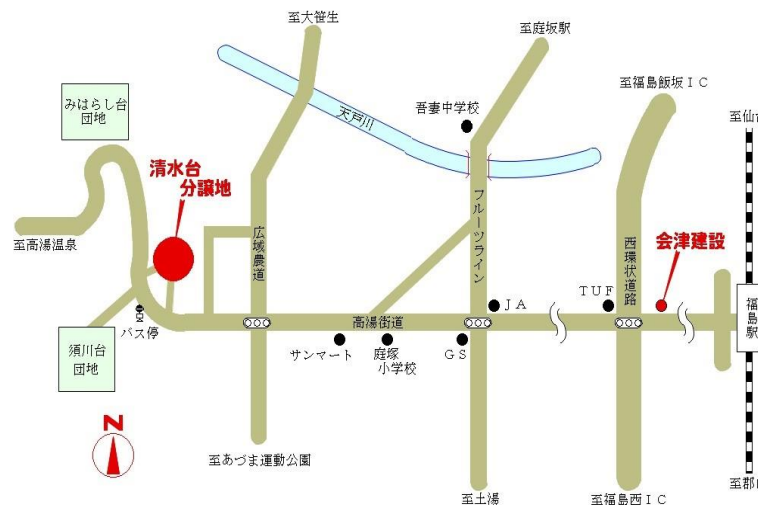 至大笹生
至庭坂駅
至福島飯坂ＩＣ
みはらし台
団地
吾妻中学校
天戸川
至仙台
清水台
分譲地
フルーツライン
広域農道
西環状道路
会津建設
至高湯温泉
ＪＡ
ＴＵＦ
福島駅
バス停
高湯街道
サンマート
庭塚
小学校
ＧＳ
須川台
団地
N
至あづま運動公園
至土湯
至福島西ＩＣ
至郡山